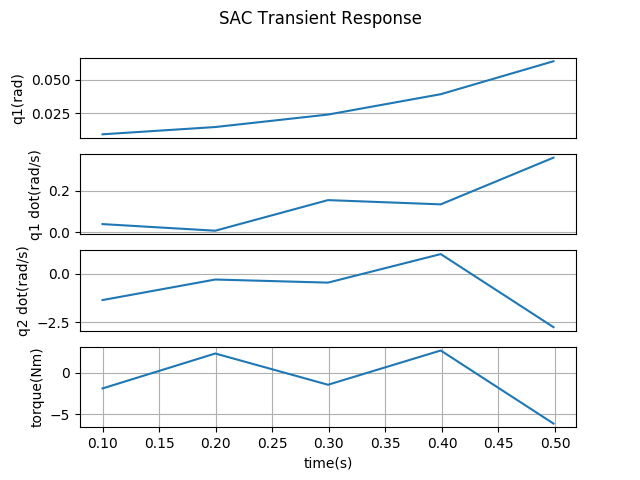 SAC Transient Response
q1(rad)
0.050
0.025
q1 dot(rad/s)
0.2
0.0
q2 dot(rad/s)
0.0
−2.5
torque(Nm)
0
−5
0.10 0.15 0.20 0.25 0.30 0.35 0.40 0.45 0.50
time(s)